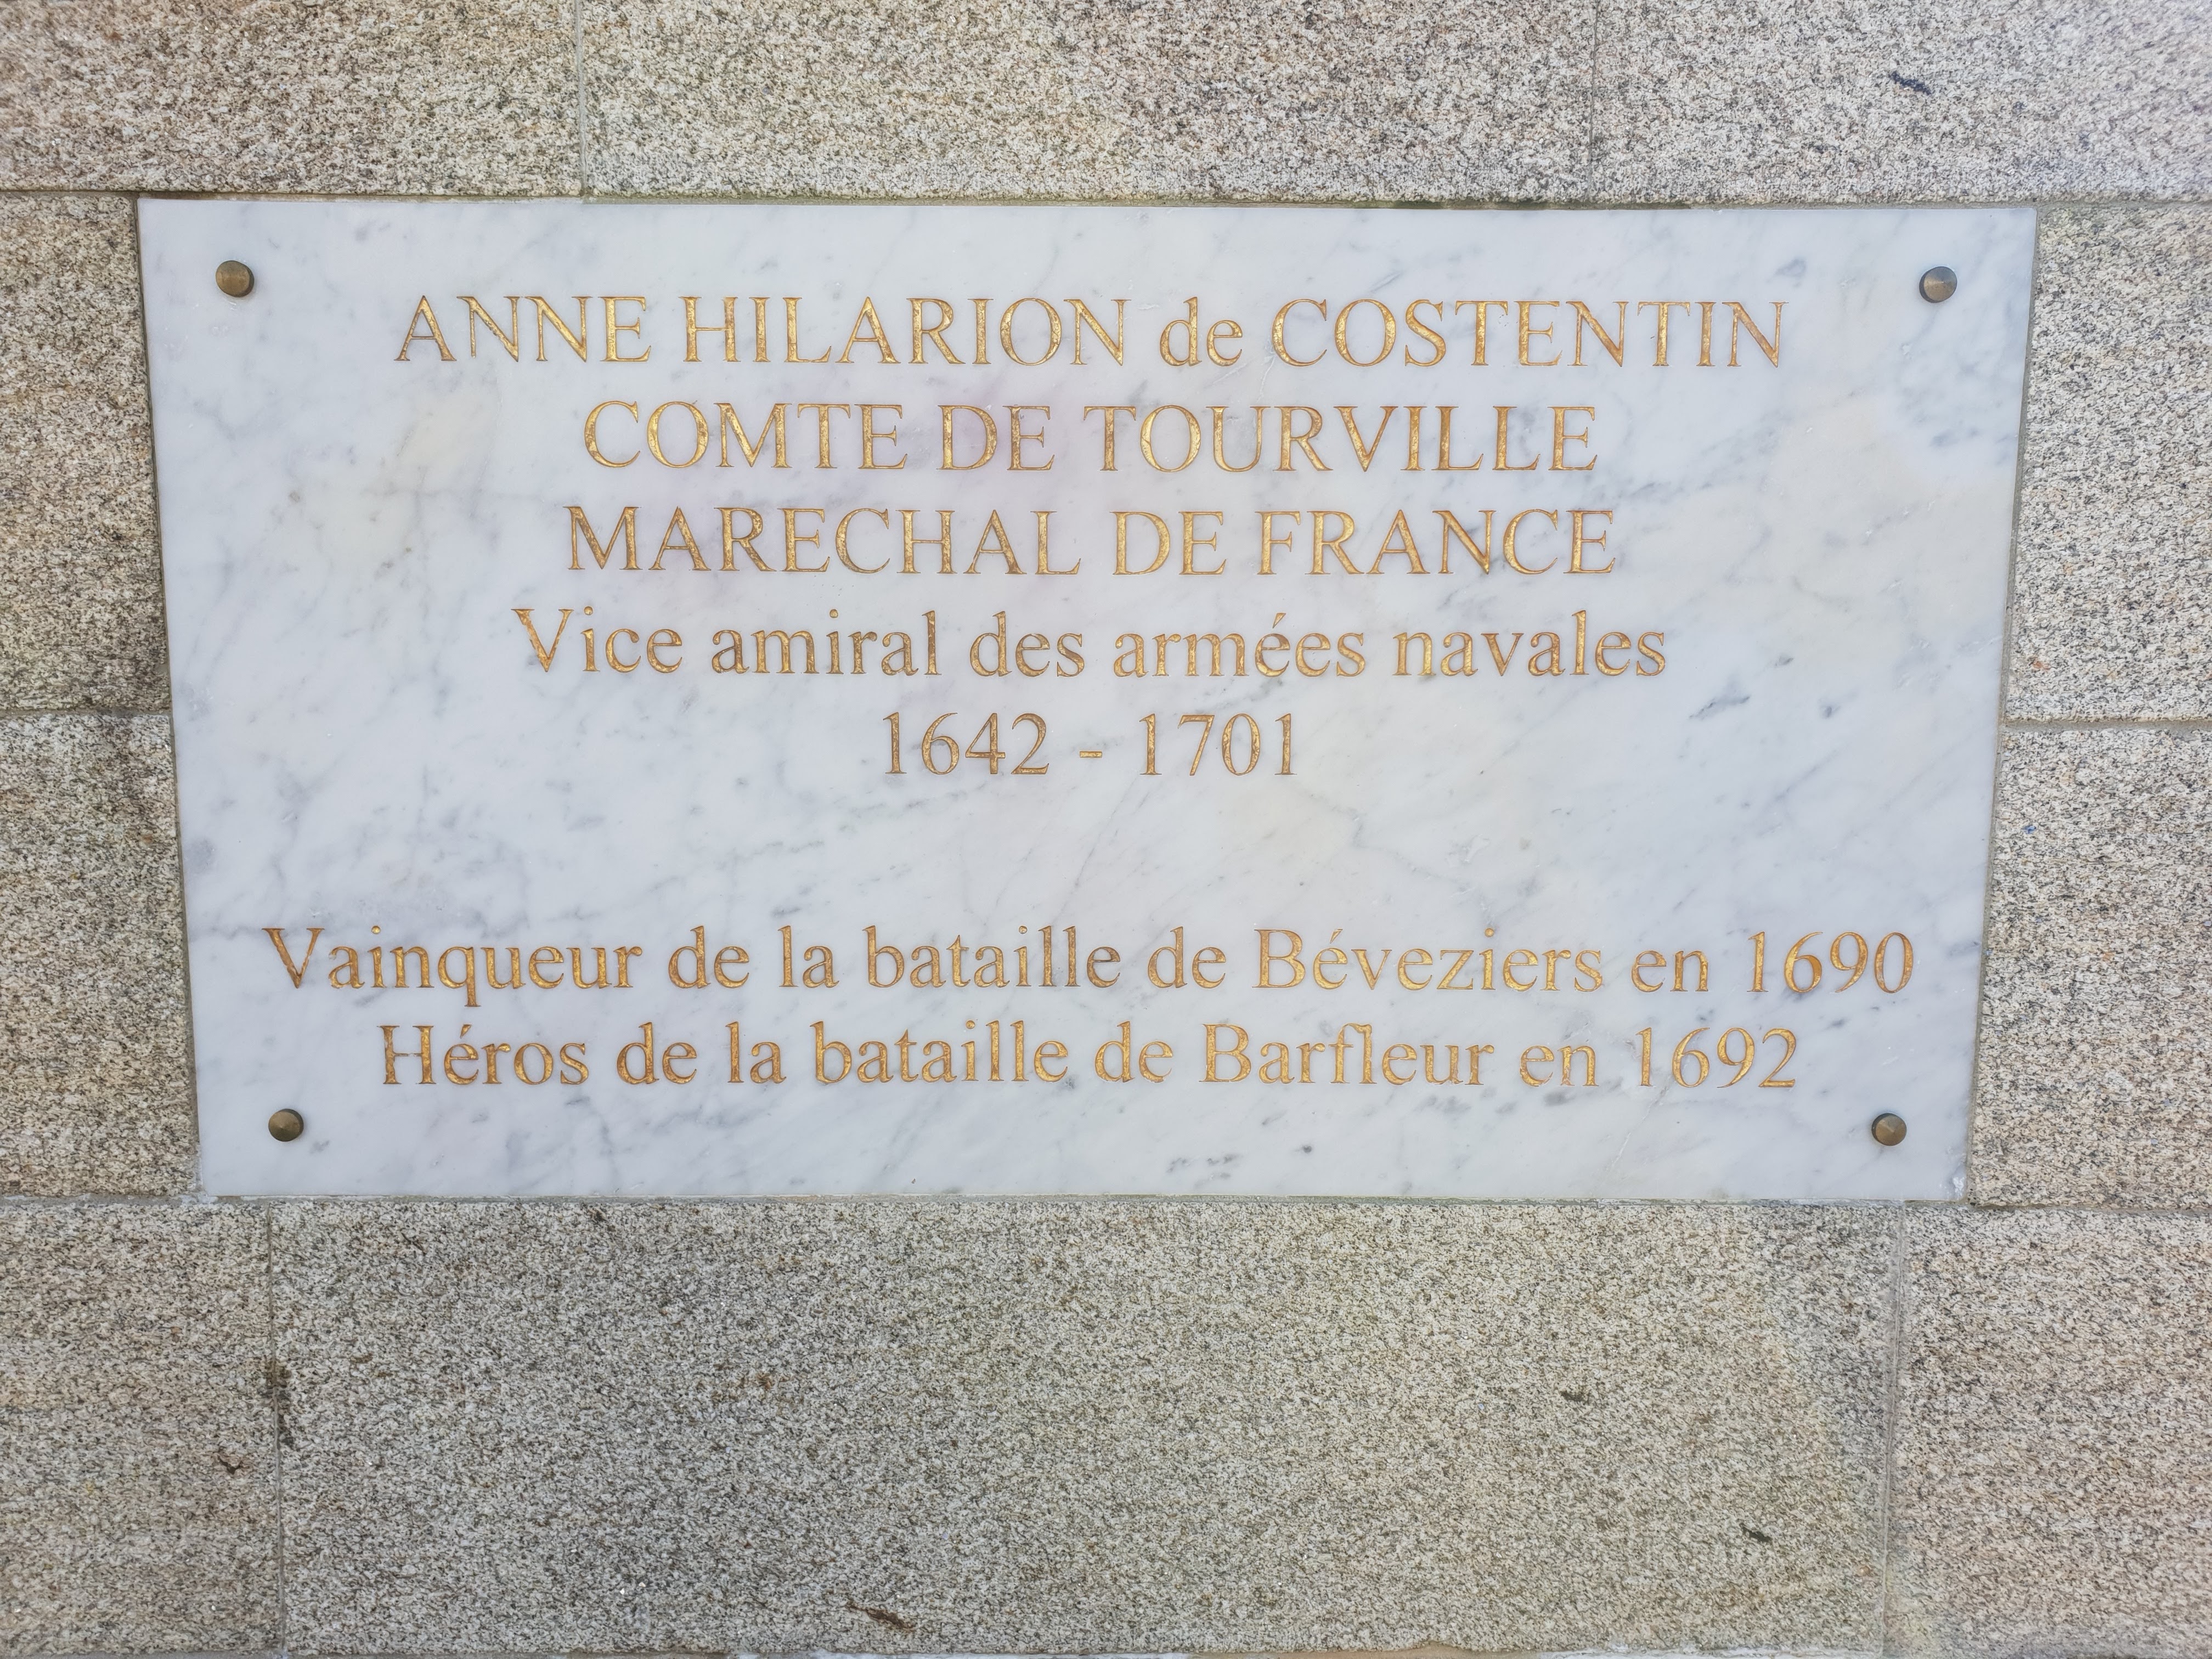 ANNE HILARION de COSTENTIN
COMTE DE TOURVILLE
MARECHAL DE FRANCE
Vice amiral des armées navales
1642 - 1701
Vainqueur de la bataille de Béveziers en 1690
Héros de la bataille de Barfleur en 1692